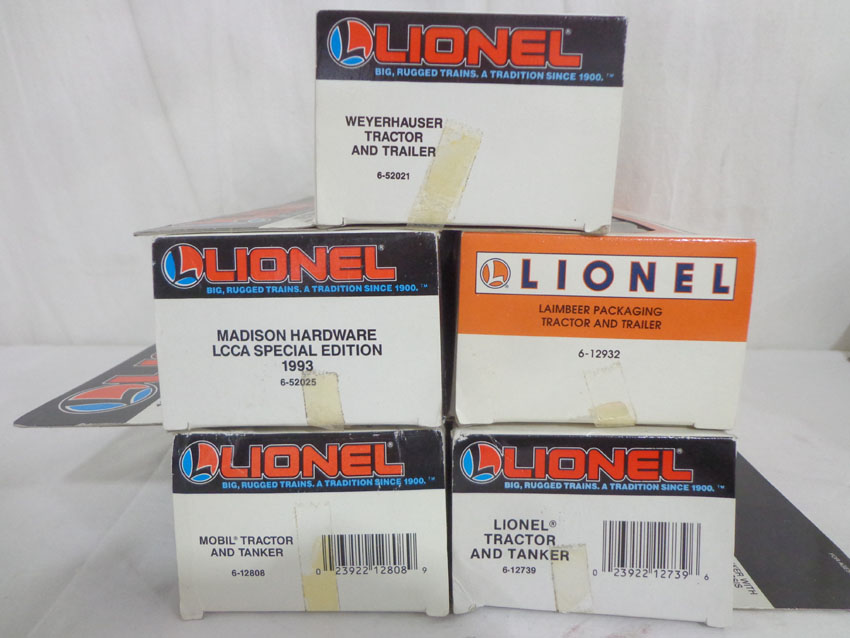 LIONEL®
BIG, RUGGED TRAINS. A TRADITION SINCE 1900.™
WEYERHAUSER
TRACTOR
AND TRAILER
6-52021
LIONEL®
BIG, RUGGED TRAINS. A TRADITION SINCE 1900.™
MADISON HARDWARE
LCCA SPECIAL EDITION
1993
6-52025
L ® LIONEL
LAIMBEER PACKAGING
TRACTOR AND TRAILER
6-12932
LIONEL®
BIG, RUGGED TRAINS. A TRADITION SINCE 1900.™
MOBIL® TRACTOR
AND TANKER
6-12808
0 23922 12808 9
LIONEL®
BIG, RUGGED TRAINS. A TRADITION SINCE 1900.™
LIONEL®
TRACTOR
AND TANKER
6-12739
0 23922 12739 6